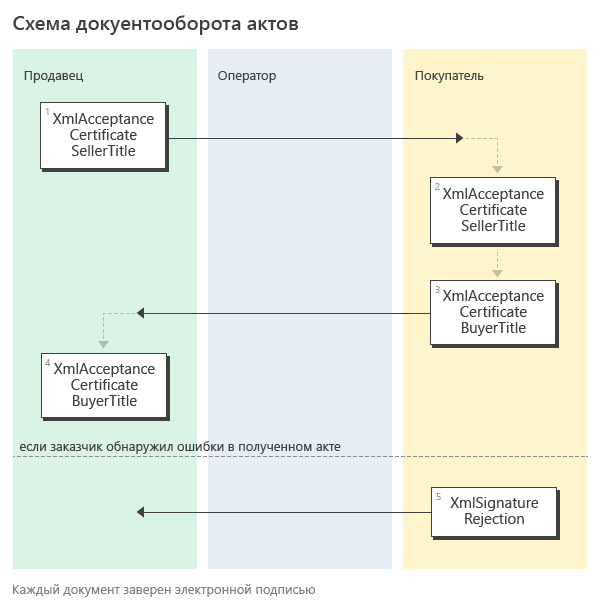 Схема докуентооборота актов
Продавец
Оператор
Покупатель
1
XmlAcceptance
Certificate
SellerTitle
2
XmlAcceptance
Certificate
SellerTitle
3
XmlAcceptance
Certificate
BuyerTitle
4
XmlAcceptance
Certificate
BuyerTitle
если заказчик обнаружил ошибки в полученном акте
5
XmlSignature
Rejection
Каждый документ заверен электронной подписью